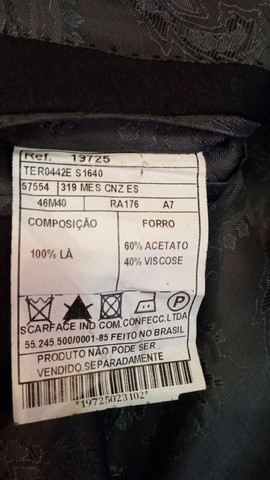 Ref. 19725
TER0442E S1640
57554 319 MES CNZ ES
46M40 RA176 A7
COMPOSIÇÃO FORRO
100% LÃ 60% ACETATO
40% VISCOSE
P
SCARFACE IND COM.CONFECC.LTDA
55.245.500/0001-85 FEITO NO BRASIL
PRODUTO NÃO PODE SER
VENDIDO SEPARADAMENTE
*19725023102*